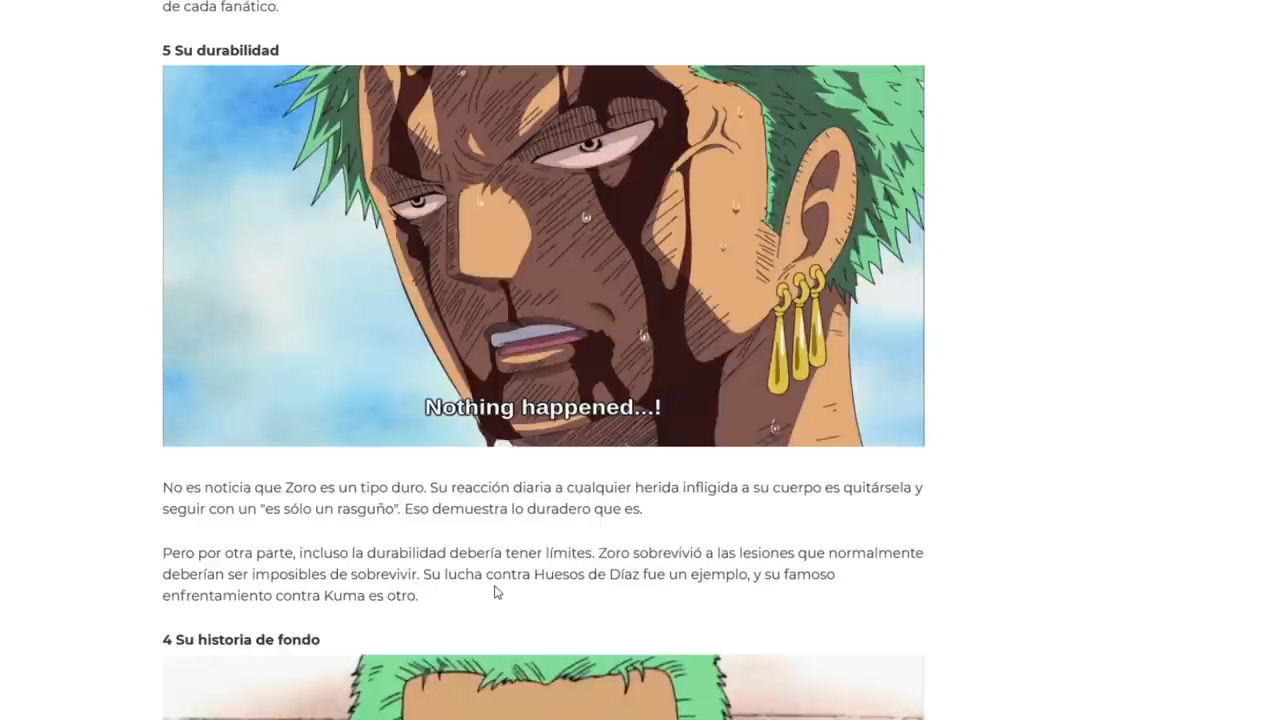 de cada fanático.
5 Su durabilidad
Nothing happened...!
No es noticia que Zoro es un tipo duro. Su reacción diaria a cualquier herida infligida a su cuerpo es quitársela y
seguir con un "es sólo un rasguño". Eso demuestra lo duradero que es.
Pero por otra parte, incluso la durabilidad debería tener límites. Zoro sobrevivió a las lesiones que normalmente
deberían ser imposibles de sobrevivir. Su lucha contra Huesos de Díaz fue un ejemplo, y su famoso
enfrentamiento contra Kuma es otro.
4 Su historia de fondo